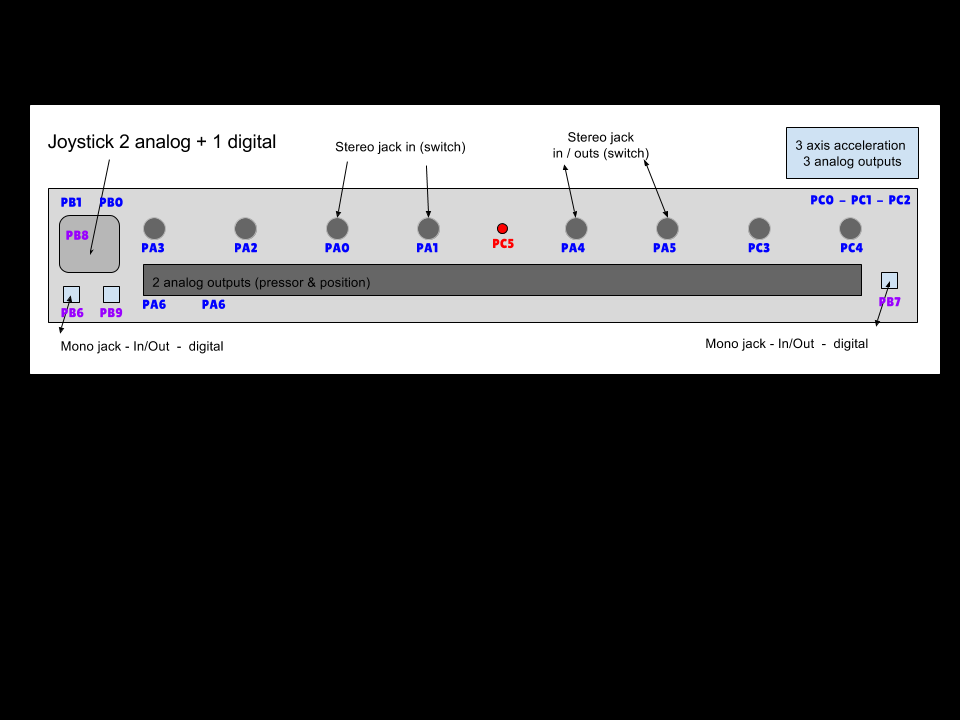 Joystick 2 analog + 1 digital
Stereo jack in (switch)
Stereo jack
in / outs (switch)
3 axis acceleration
3 analog outputs
PB1 PB0
PC0 - PC1 - PC2
PB8
PA3 PA2 PA0 PA1 PC5 PA4 PA5 PC3 PC4
2 analog outputs (pressor & position)
PB6 PB9 PA6 PA6 PB7
Mono jack - In/Out - digital
Mono jack - In/Out - digital